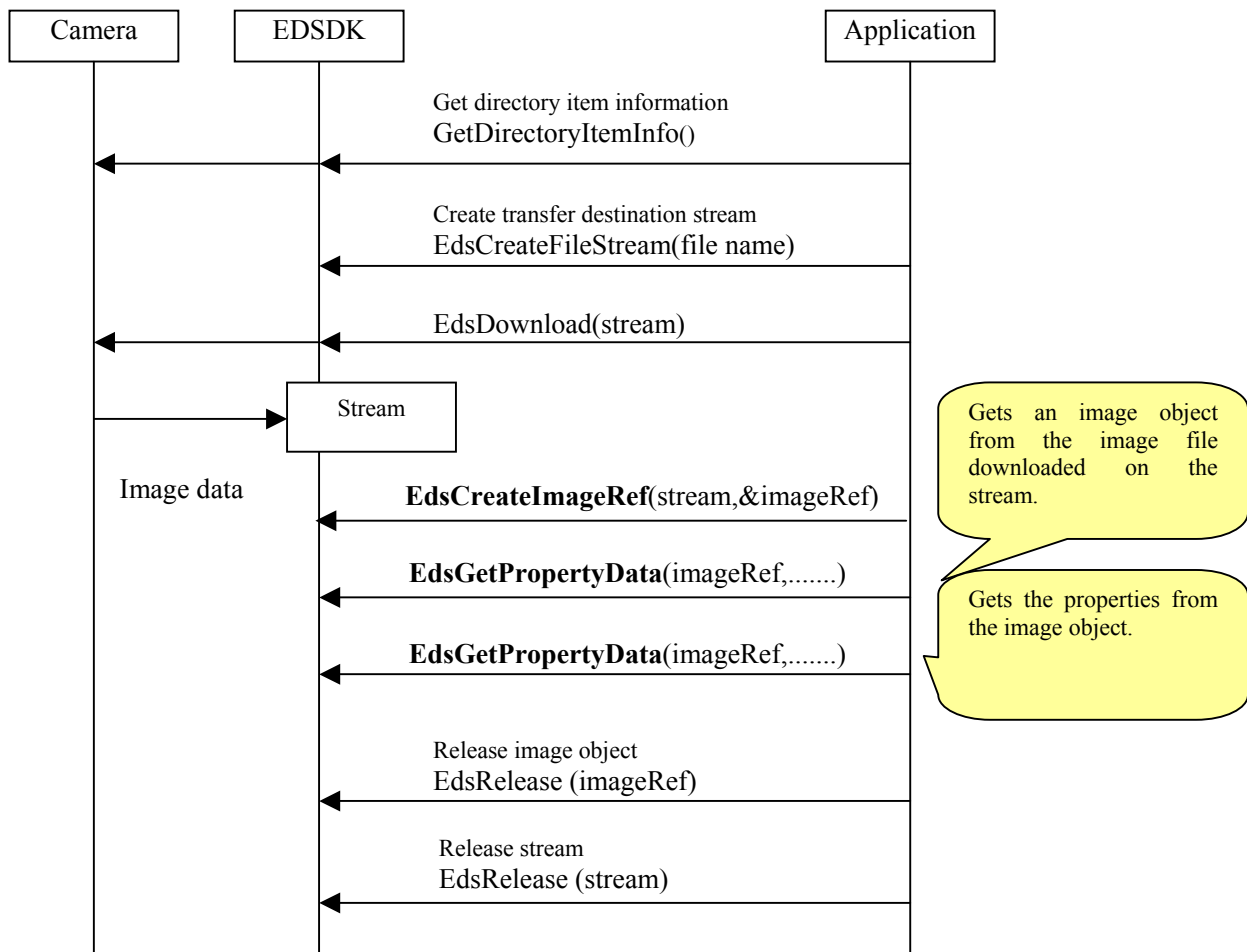 Camera
EDSDK
Application
Get directory item information
GetDirectoryItemInfo()
Create transfer destination stream
EdsCreateFileStream(file name)
EdsDownload(stream)
Stream
Image data
Gets an image object
from the image file
downloaded on the
stream.
EdsCreateImageRef(stream,&imageRef)
EdsGetPropertyData(imageRef,.......)
Gets the properties from
the image object.
EdsGetPropertyData(imageRef,.......)
Release image object
EdsRelease (imageRef)
Release stream
EdsRelease (stream)